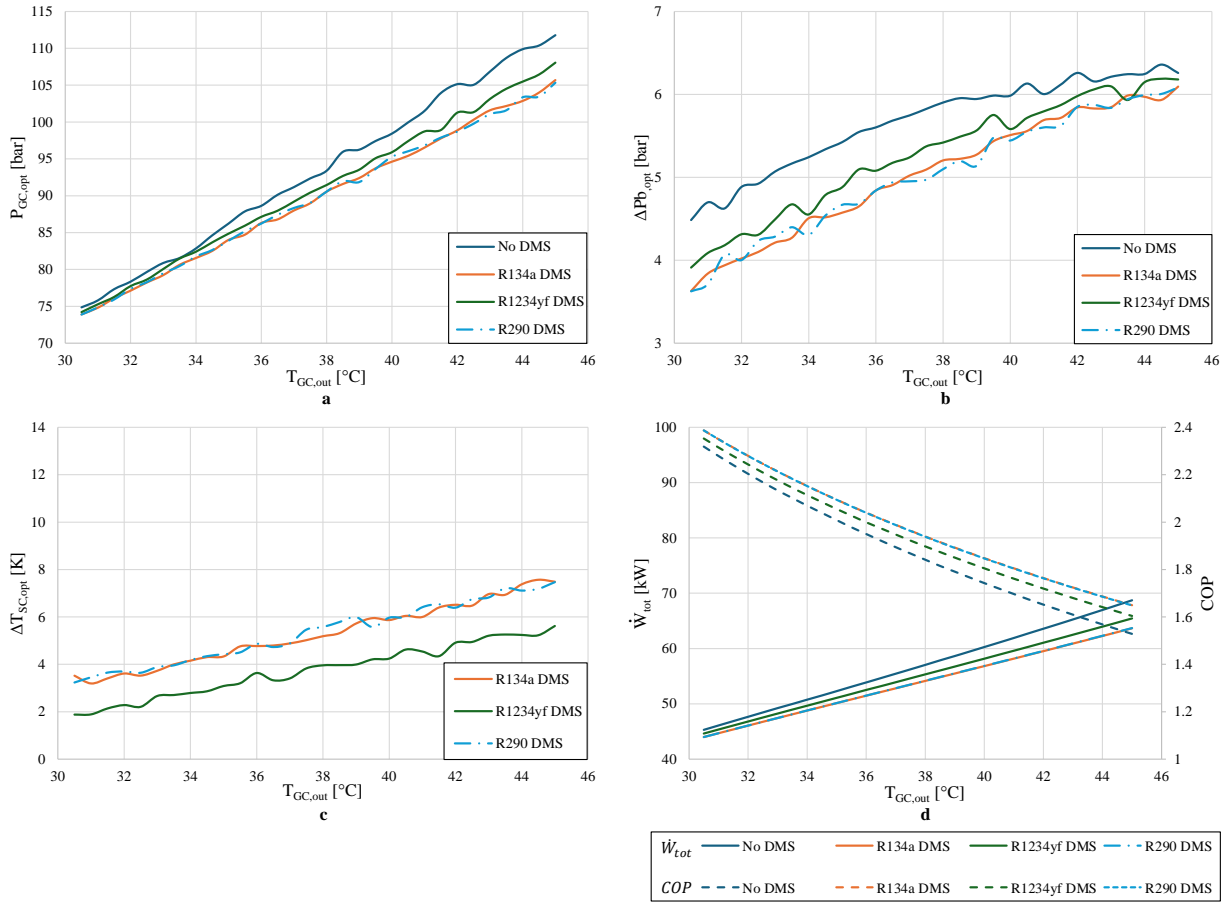 115
110
105
100
95
90
85
80
75
70
P_GC,opt [bar]
30 32 34 36 38 40 42 44 46
T_GC,out [°C]
No DMS
R134a DMS
R1234yf DMS
R290 DMS
a
7
6
5
4
3
ΔPb,opt [bar]
30 32 34 36 38 40 42 44 46
T_GC,out [°C]
No DMS
R134a DMS
R1234yf DMS
R290 DMS
b
14
12
10
8
6
4
2
0
ΔT_SC,opt [K]
30 32 34 36 38 40 42 44 46
T_GC,out [°C]
R134a DMS
R1234yf DMS
R290 DMS
c
100
90
80
70
60
50
40
Ẇ_tot [kW]
2.4
2.2
2
1.8
1.6
1.4
1.2
1
COP
30 32 34 36 38 40 42 44 46
T_GC,out [°C]
d
Ẇ_tot No DMS R134a DMS R1234yf DMS R290 DMS
COP No DMS R134a DMS R1234yf DMS R290 DMS